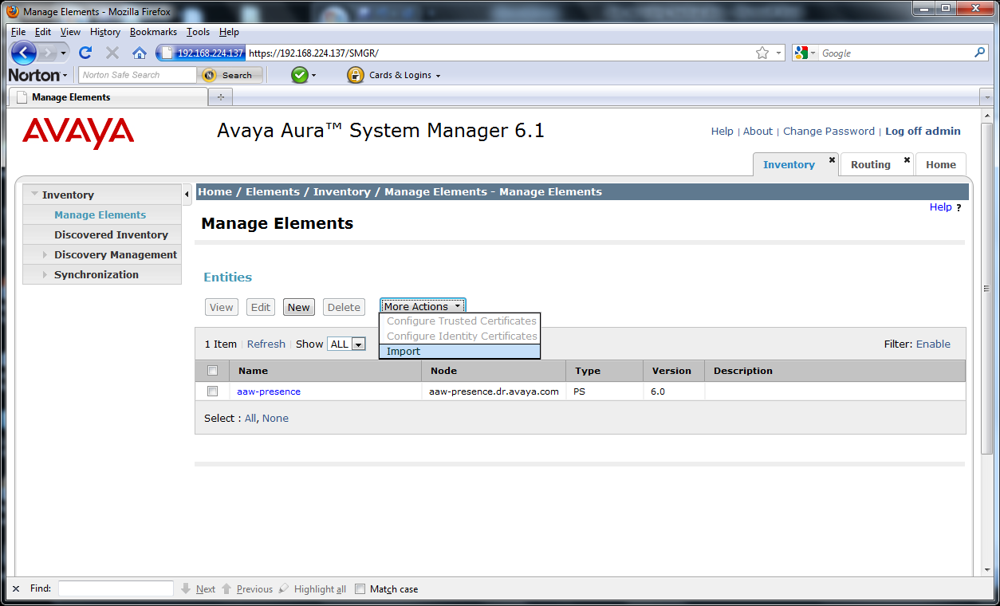 Manage Elements - Mozilla Firefox
File Edit View History Bookmarks Tools Help
192.168.224.137 https://192.168.224.137/SMGR/ Google
Norton Norton Safe Search N Search Cards & Logins
Manage Elements
AVAYA Avaya Aura™ System Manager 6.1 Help | About | Change Password | Log off admin
Inventory Routing Home
Inventory
Manage Elements
Discovered Inventory
Discovery Management
Synchronization
Home / Elements / Inventory / Manage Elements - Manage Elements
Help ?
Manage Elements
Entities
View Edit New Delete More Actions
Configure Trusted Certificates
Configure Identity Certificates
Import
1 Item | Refresh | Show ALL Filter: Enable
Name Node Type Version Description
aaw-presence aaw-presence.dr.avaya.com PS 6.0
Select : All, None
Find: Next Previous Highlight all Match case